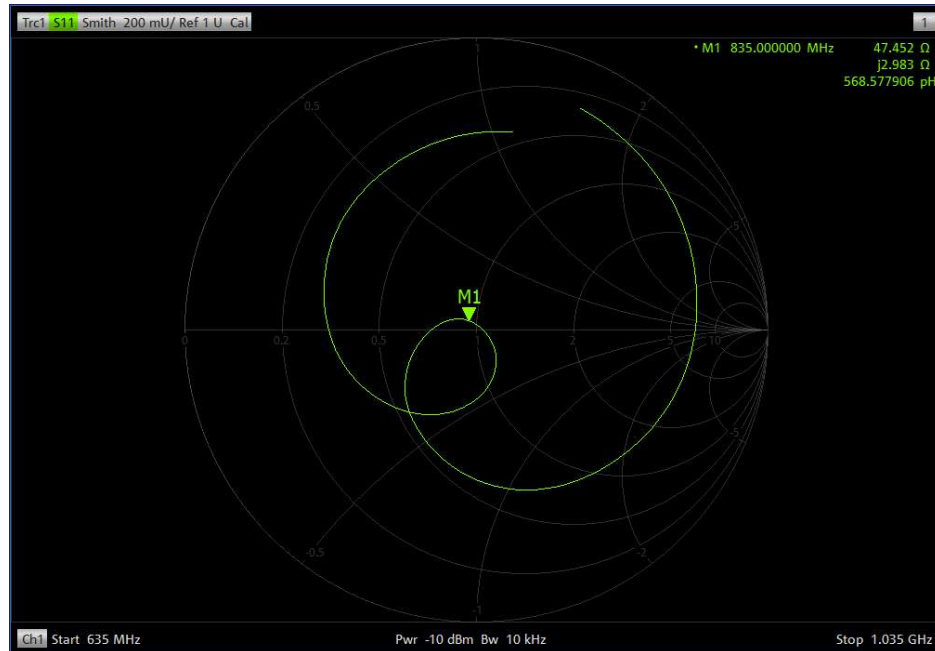 Trc1 S11 Smith 200 mU/ Ref 1 U Cal
1
• M1 835.000000 MHz 47.452 Ω
j2.983 Ω
568.577906 pH
1
0.5
2
5
M1
0 0.2 0.5 1 2 5 10
-5
-0.5
-2
-1
Ch1 Start 635 MHz Pwr -10 dBm Bw 10 kHz Stop 1.035 GHz